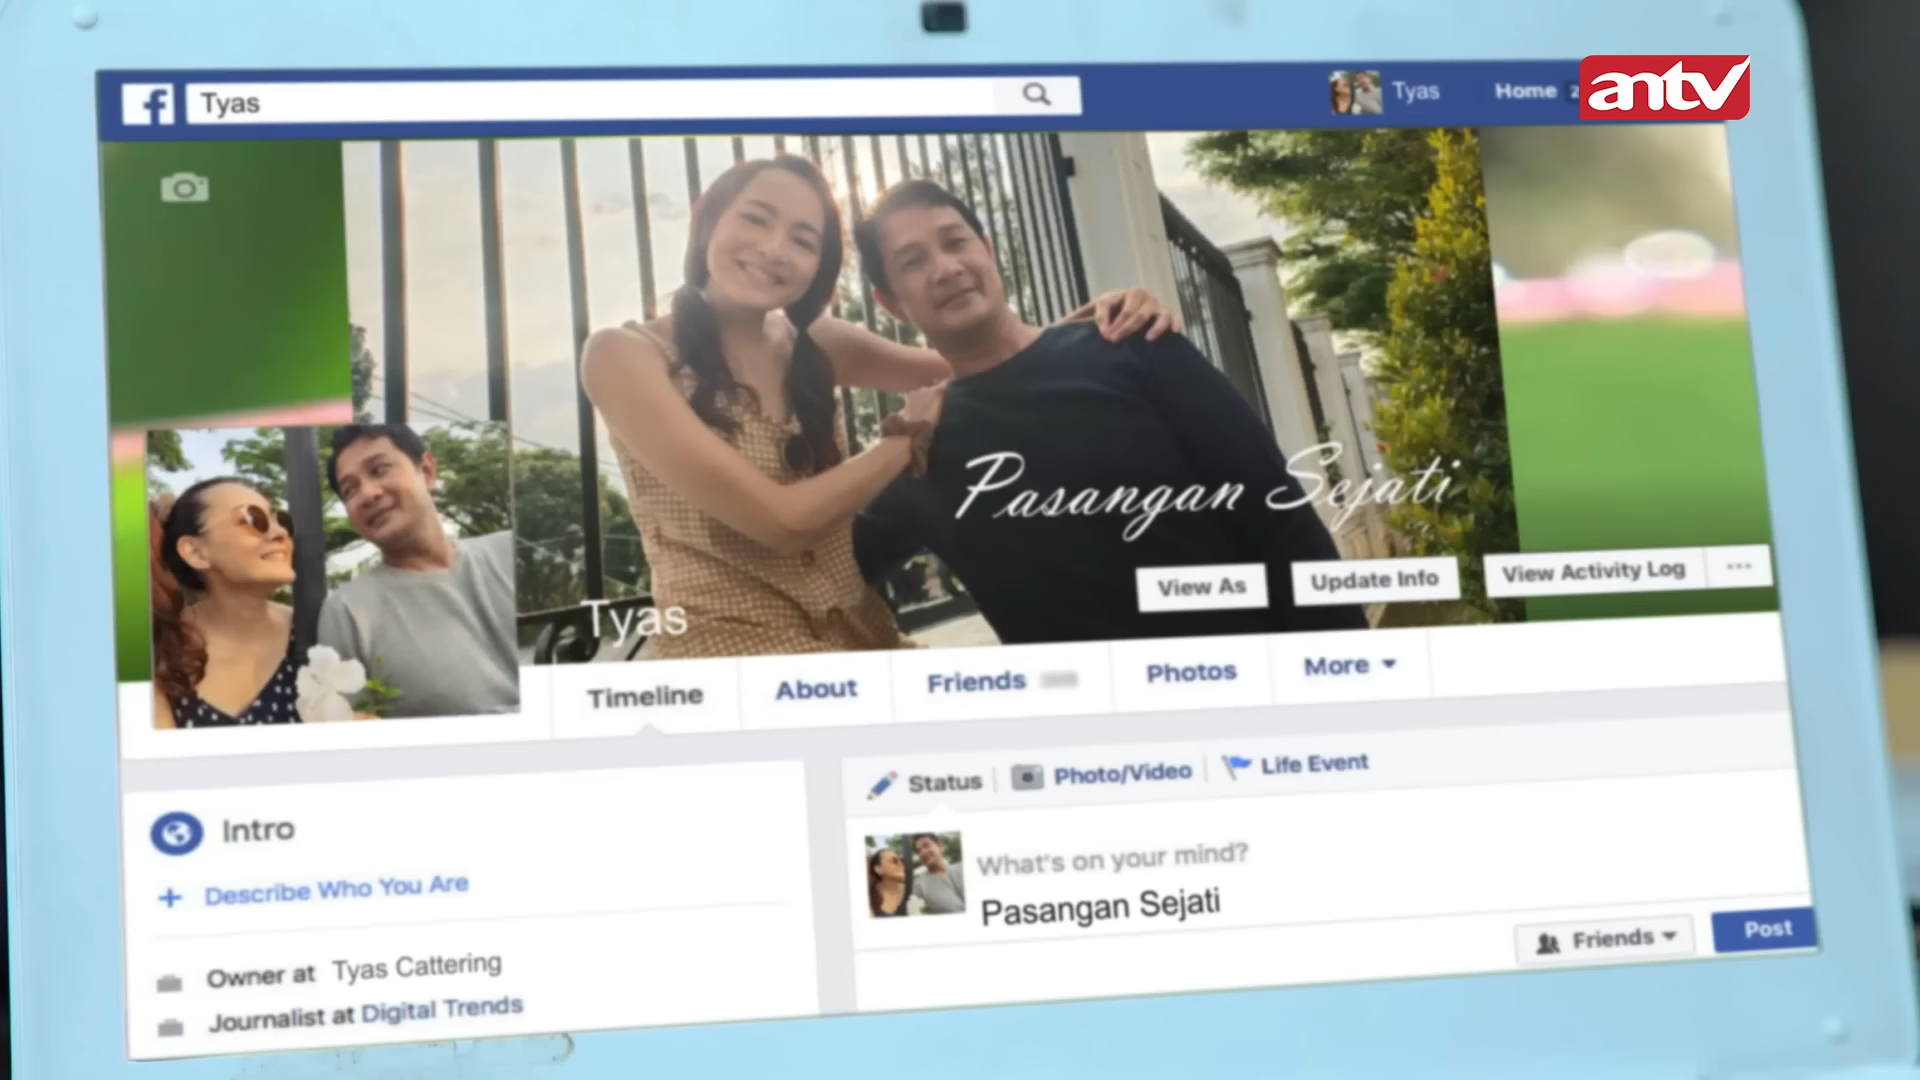 antv
Tyas
Tyas
Home
Pasangan Sejati
Tyas
View As
Update Info
View Activity Log
Timeline
About
Friends
Photos
More
Status
Photo/Video
Life Event
Intro
Describe Who You Are
Owner at Tyas Cattering
Journalist at Digital Trends
What's on your mind?
Pasangan Sejati
Friends
Post